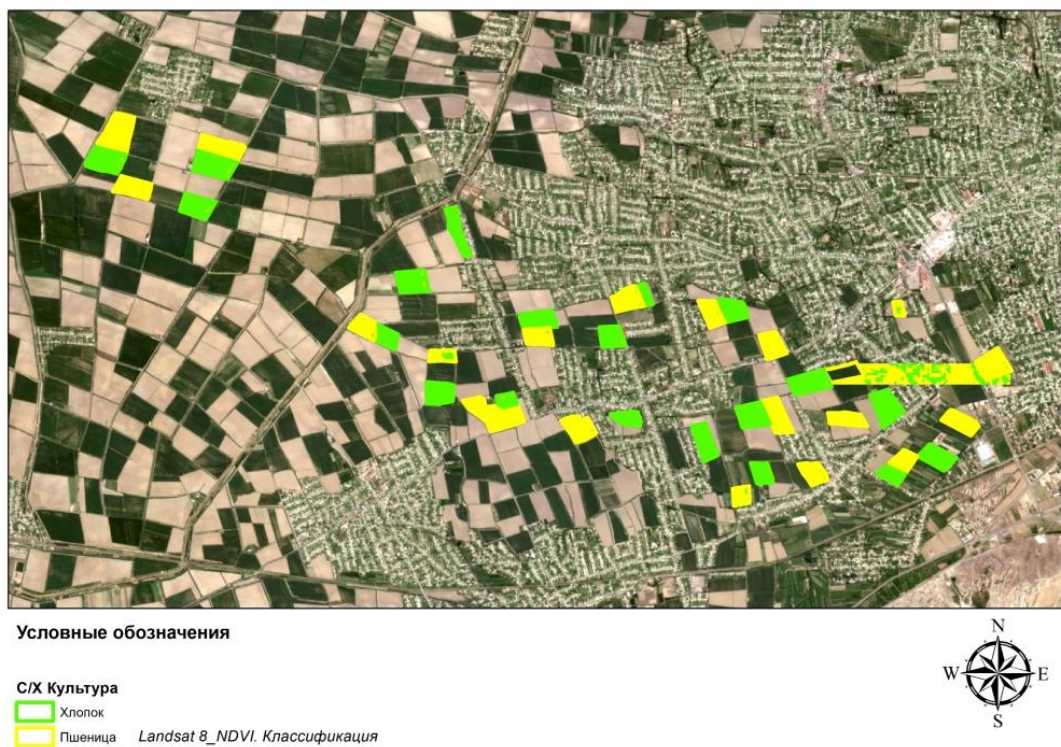 Условные обозначения
N
W E
S
С/Х Культура
Хлопок
Пшеница Landsat 8_NDVI. Классификация